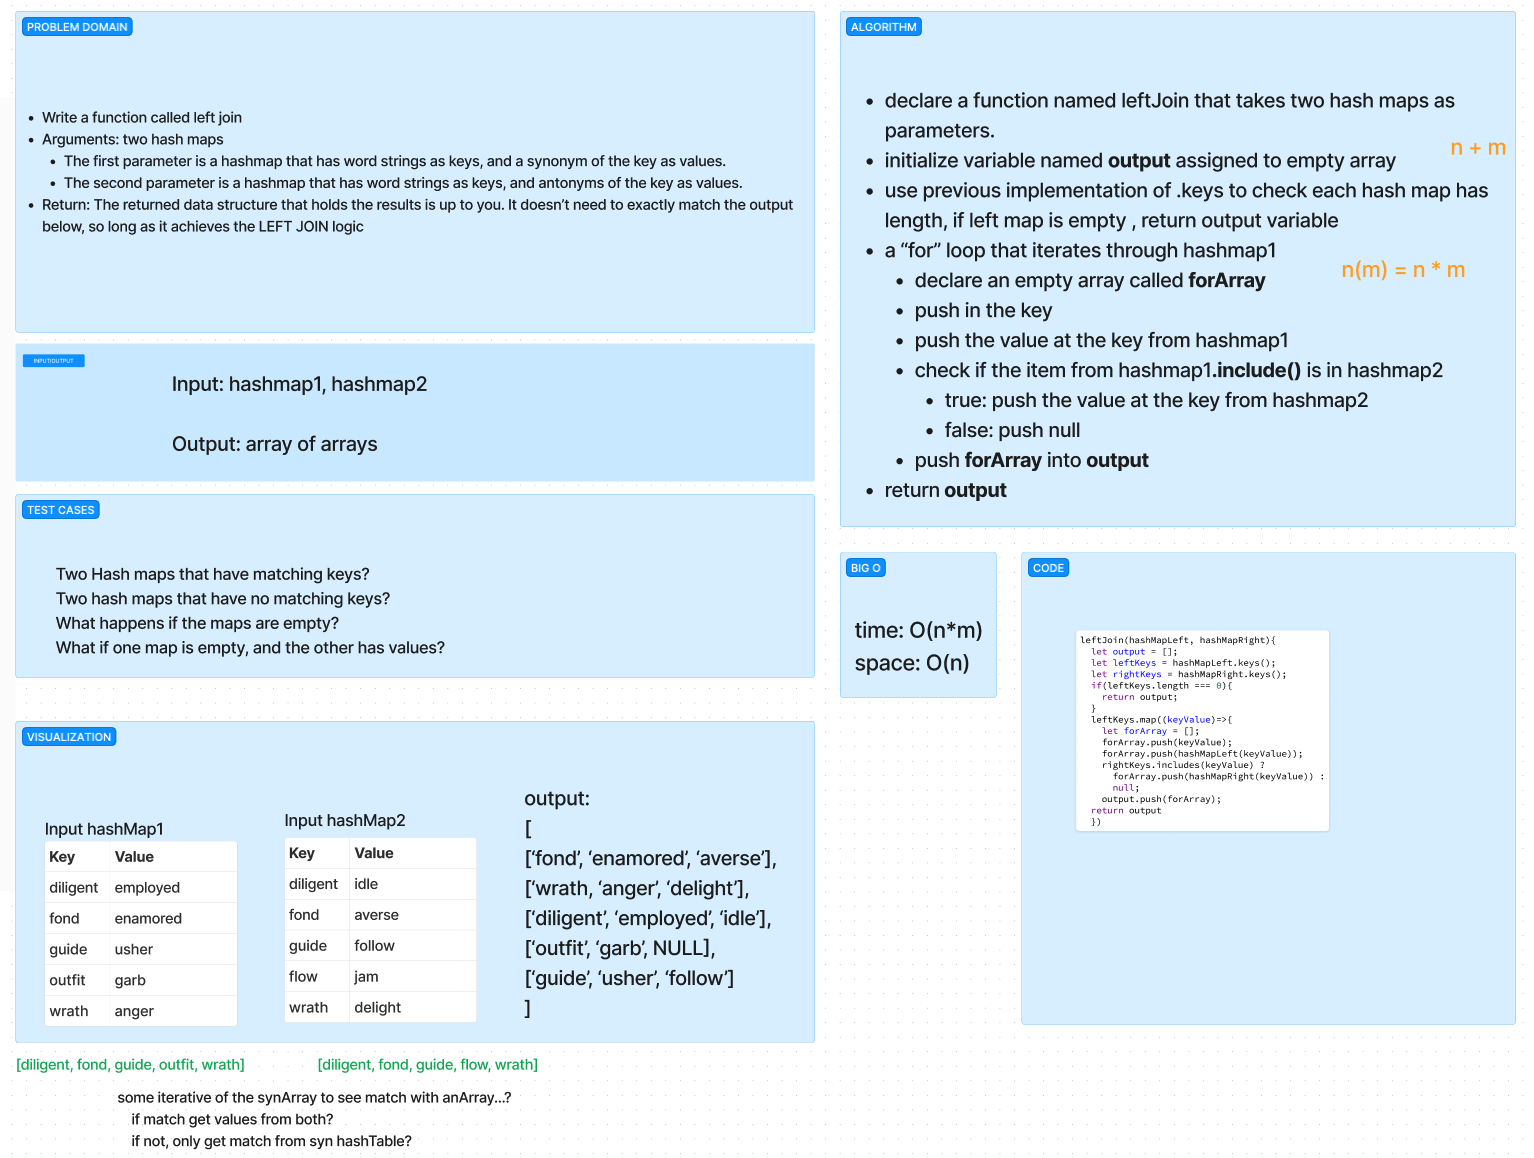 PROBLEM DOMAIN
• Write a function called left join
• Arguments: two hash maps
• The first parameter is a hashmap that has word strings as keys, and a synonym of the key as values.
• The second parameter is a hashmap that has word strings as keys, and antonyms of the key as values.
• Return: The returned data structure that holds the results is up to you. It doesn’t need to exactly match the output
below, so long as it achieves the LEFT JOIN logic
INPUT/OUTPUT
Input: hashmap1, hashmap2
Output: array of arrays
TEST CASES
Two Hash maps that have matching keys?
Two hash maps that have no matching keys?
What happens if the maps are empty?
What if one map is empty, and the other has values?
VISUALIZATION
Input hashMap1
Key Value
diligent employed
fond enamored
guide usher
outfit garb
wrath anger
Input hashMap2
Key Value
diligent idle
fond averse
guide follow
flow jam
wrath delight
output:
[
[‘fond’, ‘enamored’, ‘averse’],
[‘wrath, ‘anger’, ‘delight’],
[‘diligent’, ‘employed’, ‘idle’],
[‘outfit’, ‘garb’, NULL],
[‘guide’, ‘usher’, ‘follow’]
]
[diligent, fond, guide, outfit, wrath]
[diligent, fond, guide, flow, wrath]
some iterative of the synArray to see match with anArray...?
if match get values from both?
if not, only get match from syn hashTable?
ALGORITHM
• declare a function named leftJoin that takes two hash maps as
parameters.
n + m
• initialize variable named output assigned to empty array
• use previous implementation of .keys to check each hash map has
length, if left map is empty , return output variable
• a “for” loop that iterates through hashmap1
n(m) = n * m
• declare an empty array called forArray
• push in the key
• push the value at the key from hashmap1
• check if the item from hashmap1.include() is in hashmap2
• true: push the value at the key from hashmap2
• false: push null
• push forArray into output
• return output
BIG O
time: O(n*m)
space: O(n)
CODE
leftJoin(hashMapLeft, hashMapRight){
let output = [];
let leftKeys = hashMapLeft.keys();
let rightKeys = hashMapRight.keys();
if(leftKeys.length === 0){
return output;
}
leftKeys.map((keyValue)=>{
let forArray = [];
forArray.push(keyValue);
forArray.push(hashMapLeft(keyValue));
rightKeys.includes(keyValue) ?
forArray.push(hashMapRight(keyValue)) :
null;
output.push(forArray);
return output
})